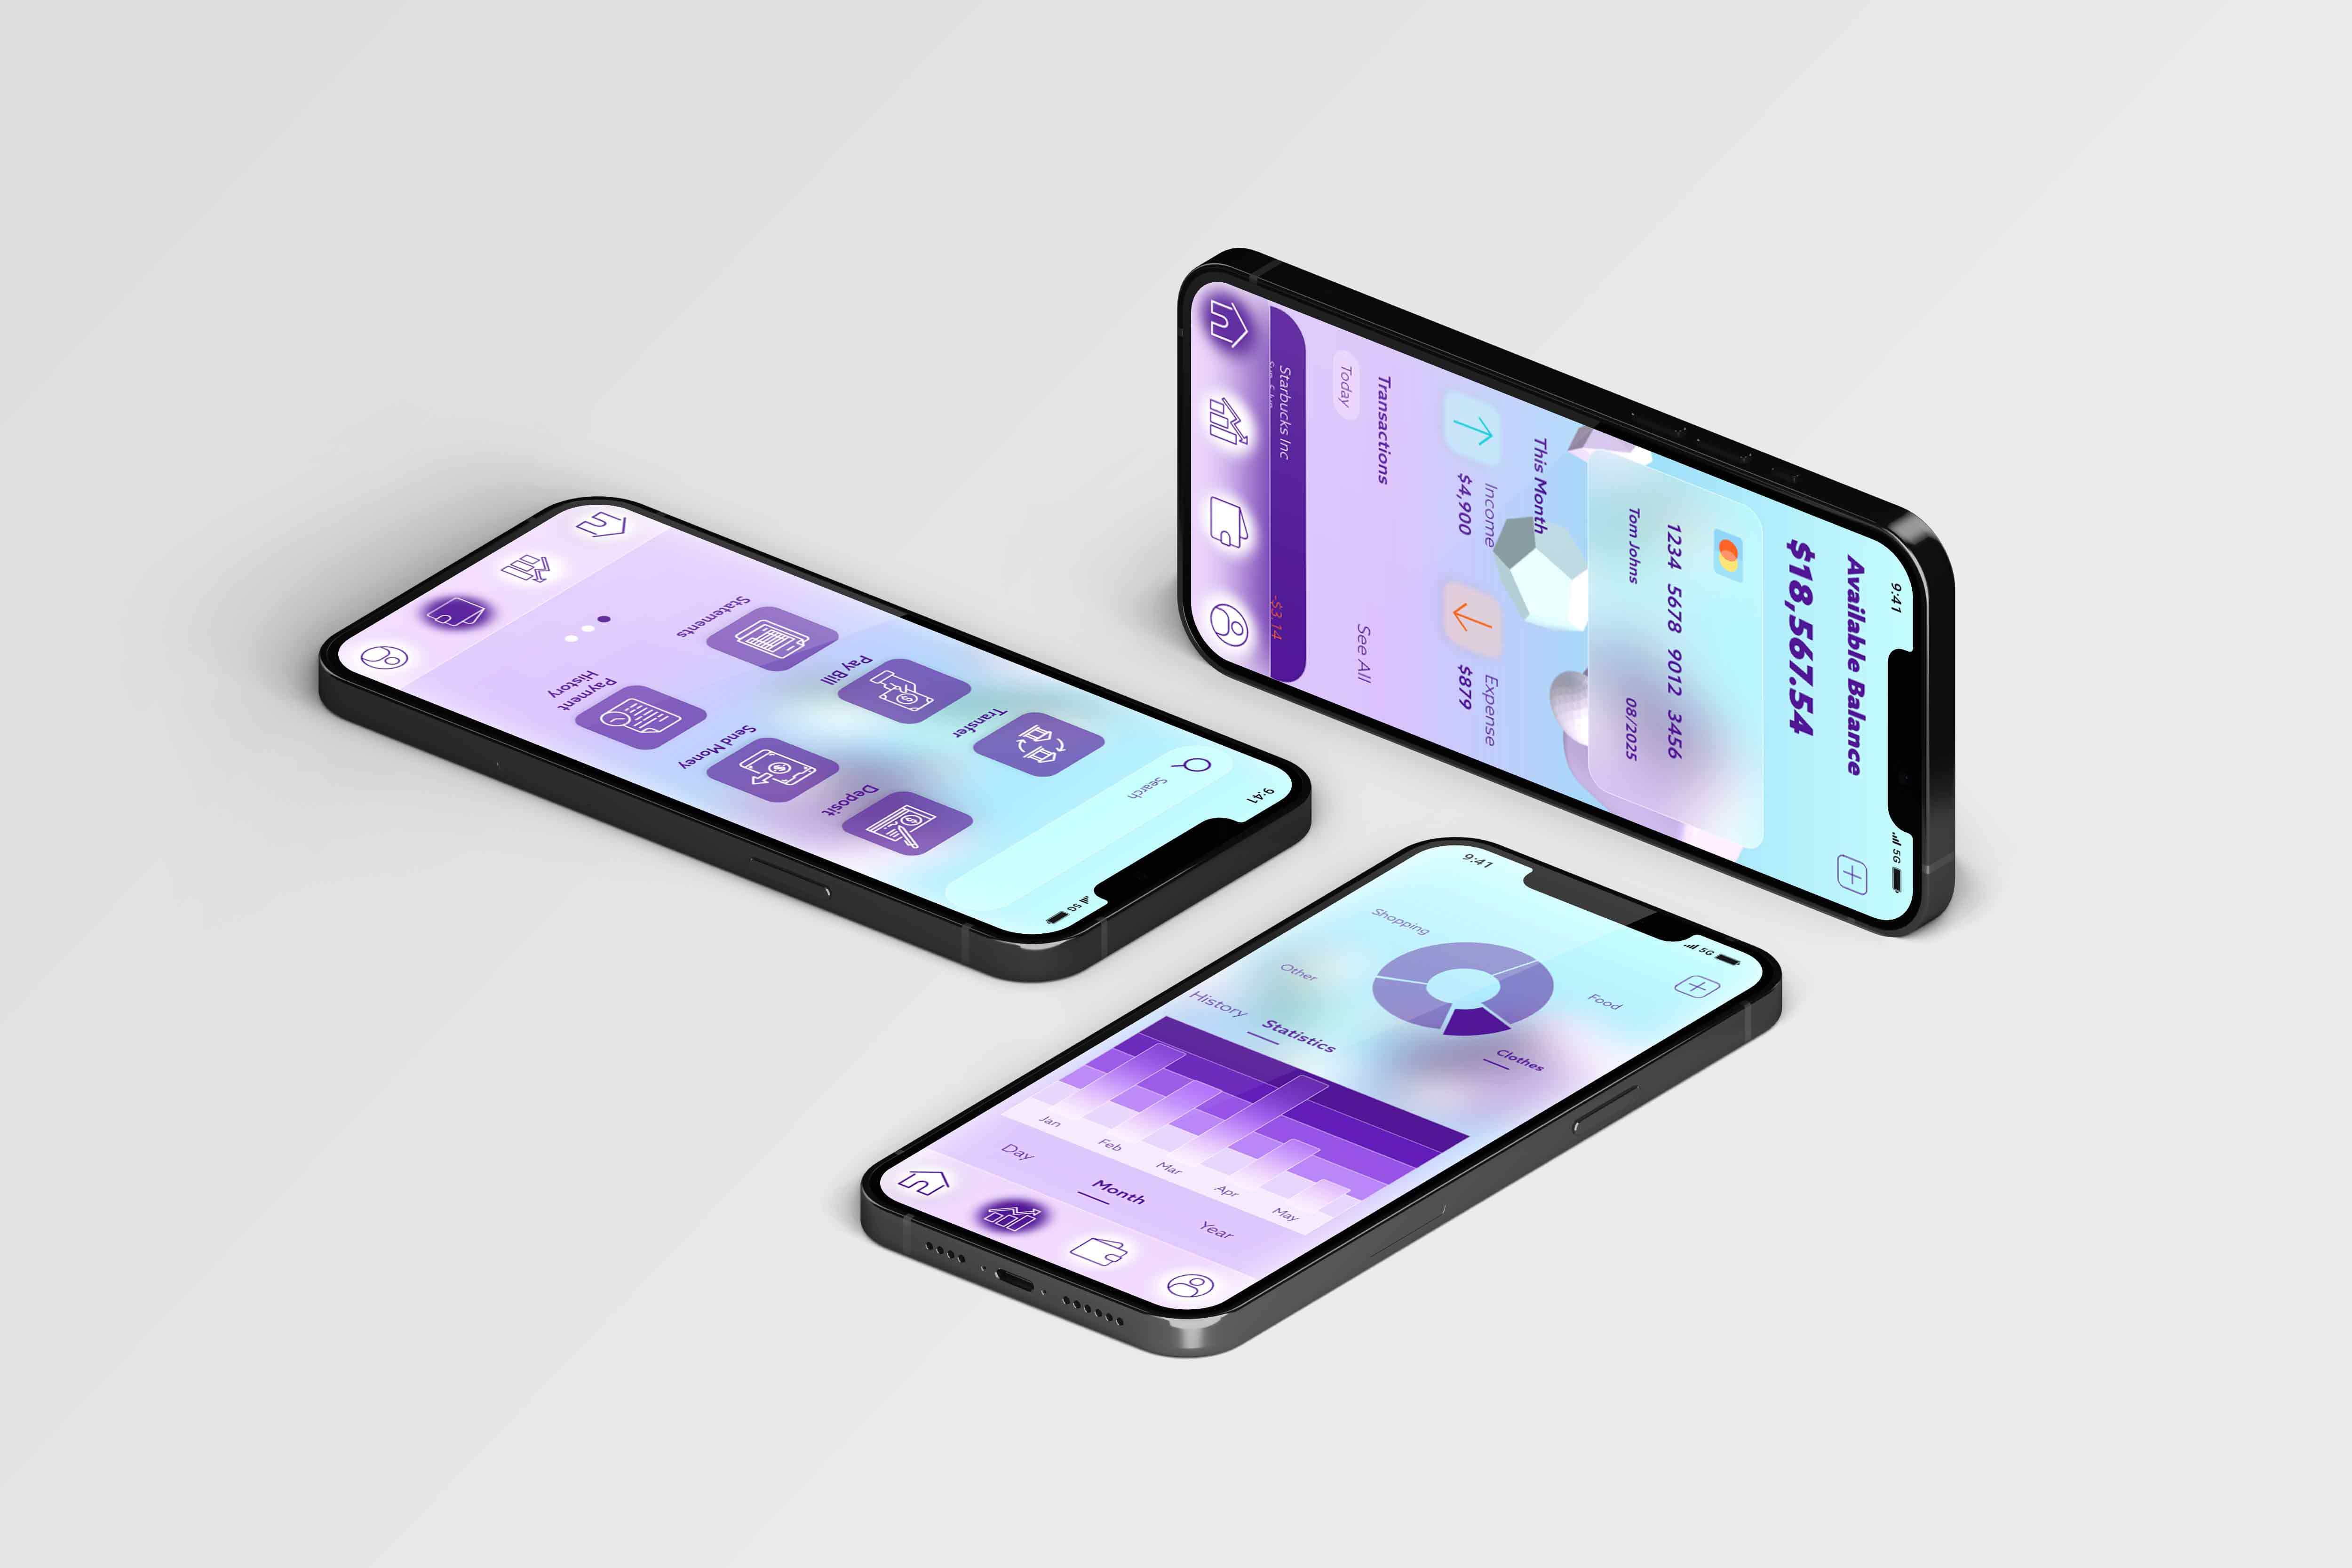 9:41
5G
Available Balance
$18,567.54
1234 5678 9012 3456
Tom Johns 08/2025
This Month
Income
$4,900
Expense
$879
Transactions
See All
Today
Starbucks Inc
-$3.14
9:41
5G
Search
Transfer
Deposit
Pay Bill
Send Money
Statements
Payment
History
9:41
5G
Shopping
Other
Food
Clothes
History
Statistics
Jan
Feb
Mar
Apr
May
Day
Month
Year